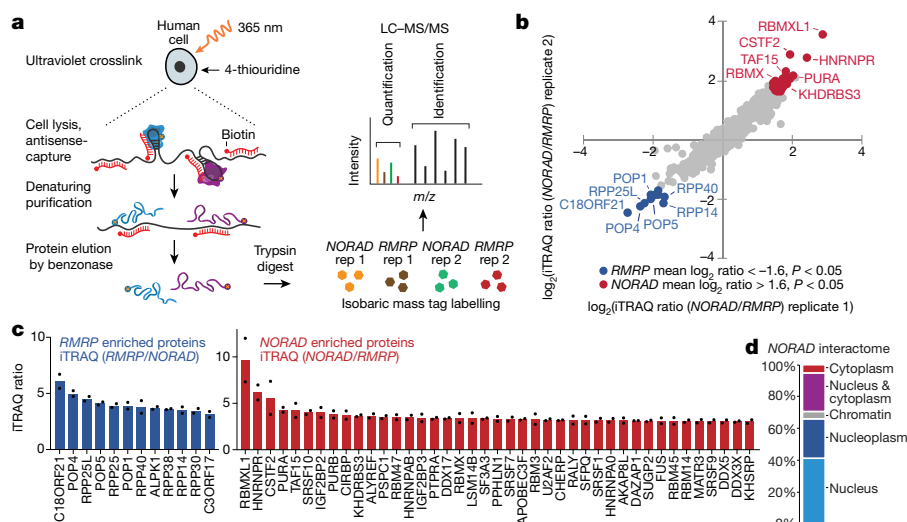 a
Human
cell
365 nm
Ultraviolet crosslink
4-thiouridine
Cell lysis,
antisense-
capture
Biotin
Denaturing
purification
Protein elution
by benzonase
Trypsin
digest
LC–MS/MS
Quantification
Identification
Intensity
m/z
NORAD RMRP NORAD RMRP
rep 1 rep 1 rep 2 rep 2
Isobaric mass tag labelling
b
log2(iTRAQ ratio (NORAD/RMRP) replicate 2)
4
2
−4
−2
2
4
−2
−4
RBMXL1
CSTF2
HNRNPR
TAF15
RBMX
PURA
KHDRBS3
POP1
RPP25L
RPP40
C18ORF21
RPP14
POP4
POP5
RMRP mean log2 ratio < −1.6, P < 0.05
NORAD mean log2 ratio > 1.6, P < 0.05
log2(iTRAQ ratio (NORAD/RMRP) replicate 1)
c
iTRAQ ratio
10
5
0
RMRP enriched proteins
iTRAQ (RMRP/NORAD)
C18ORF21
POP4
RPP25L
POP5
RPP25
POP1
RPP40
ALPK1
RPP38
RPP14
RPP30
C3ORF17
10
5
0
NORAD enriched proteins
iTRAQ (NORAD/RMRP)
RBMXL1
HNRNPR
CSTF2
PURA
TAF15
SRSF10
IGF2BP2
PURB
CIRBP
KHDRBS3
ALYREF
PSPC1
RBM47
HNRNPAB
IGF2BP3
PTPRA
DDX17
RBMX
LSM14B
SF3A3
PPHLN1
SRSF7
APOBEC3F
RBM3
U2AF2
CHERP
RALY
SFPQ
SRSF1
HNRNPA0
AKAP8L
DAZAP1
SUGP2
FUS
RBM45
RBM14
MATR3
SRSF9
DDX5
DDX3X
KHSRP
d
NORAD interactome
100%
80%
60%
40%
20%
0%
Cytoplasm
Nucleus &
cytoplasm
Chromatin
Nucleoplasm
Nucleus